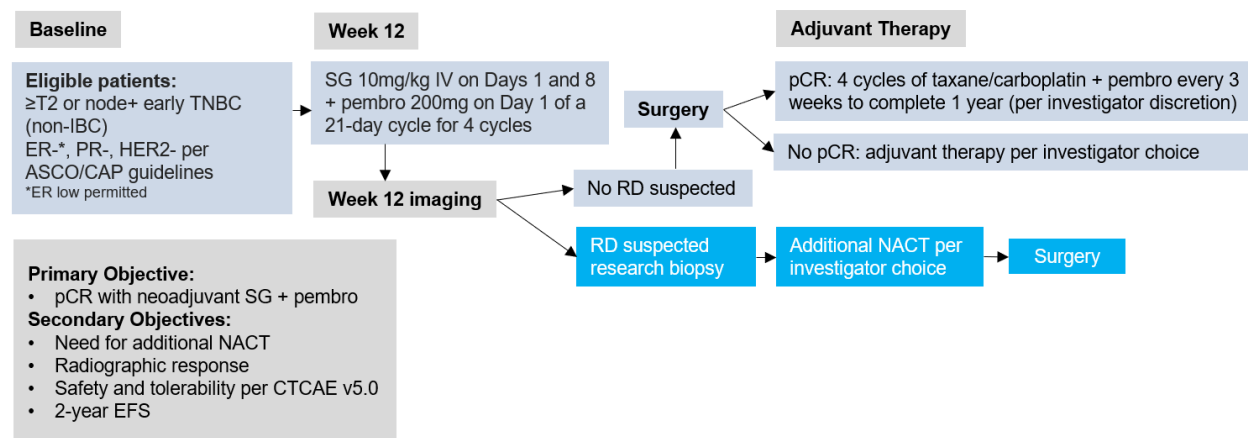 Baseline
Eligible patients:
≥T2 or node+ early TNBC
(non-IBC)
ER-*, PR-, HER2- per
ASCO/CAP guidelines
*ER low permitted
Week 12
SG 10mg/kg IV on Days 1 and 8
+ pembro 200mg on Day 1 of a
21-day cycle for 4 cycles
Week 12 imaging
No RD suspected
Surgery
Adjuvant Therapy
pCR: 4 cycles of taxane/carboplatin + pembro every 3
weeks to complete 1 year (per investigator discretion)
No pCR: adjuvant therapy per investigator choice
RD suspected
research biopsy
Additional NACT per
investigator choice
Surgery
Primary Objective:
• pCR with neoadjuvant SG + pembro
Secondary Objectives:
• Need for additional NACT
• Radiographic response
• Safety and tolerability per CTCAE v5.0
• 2-year EFS